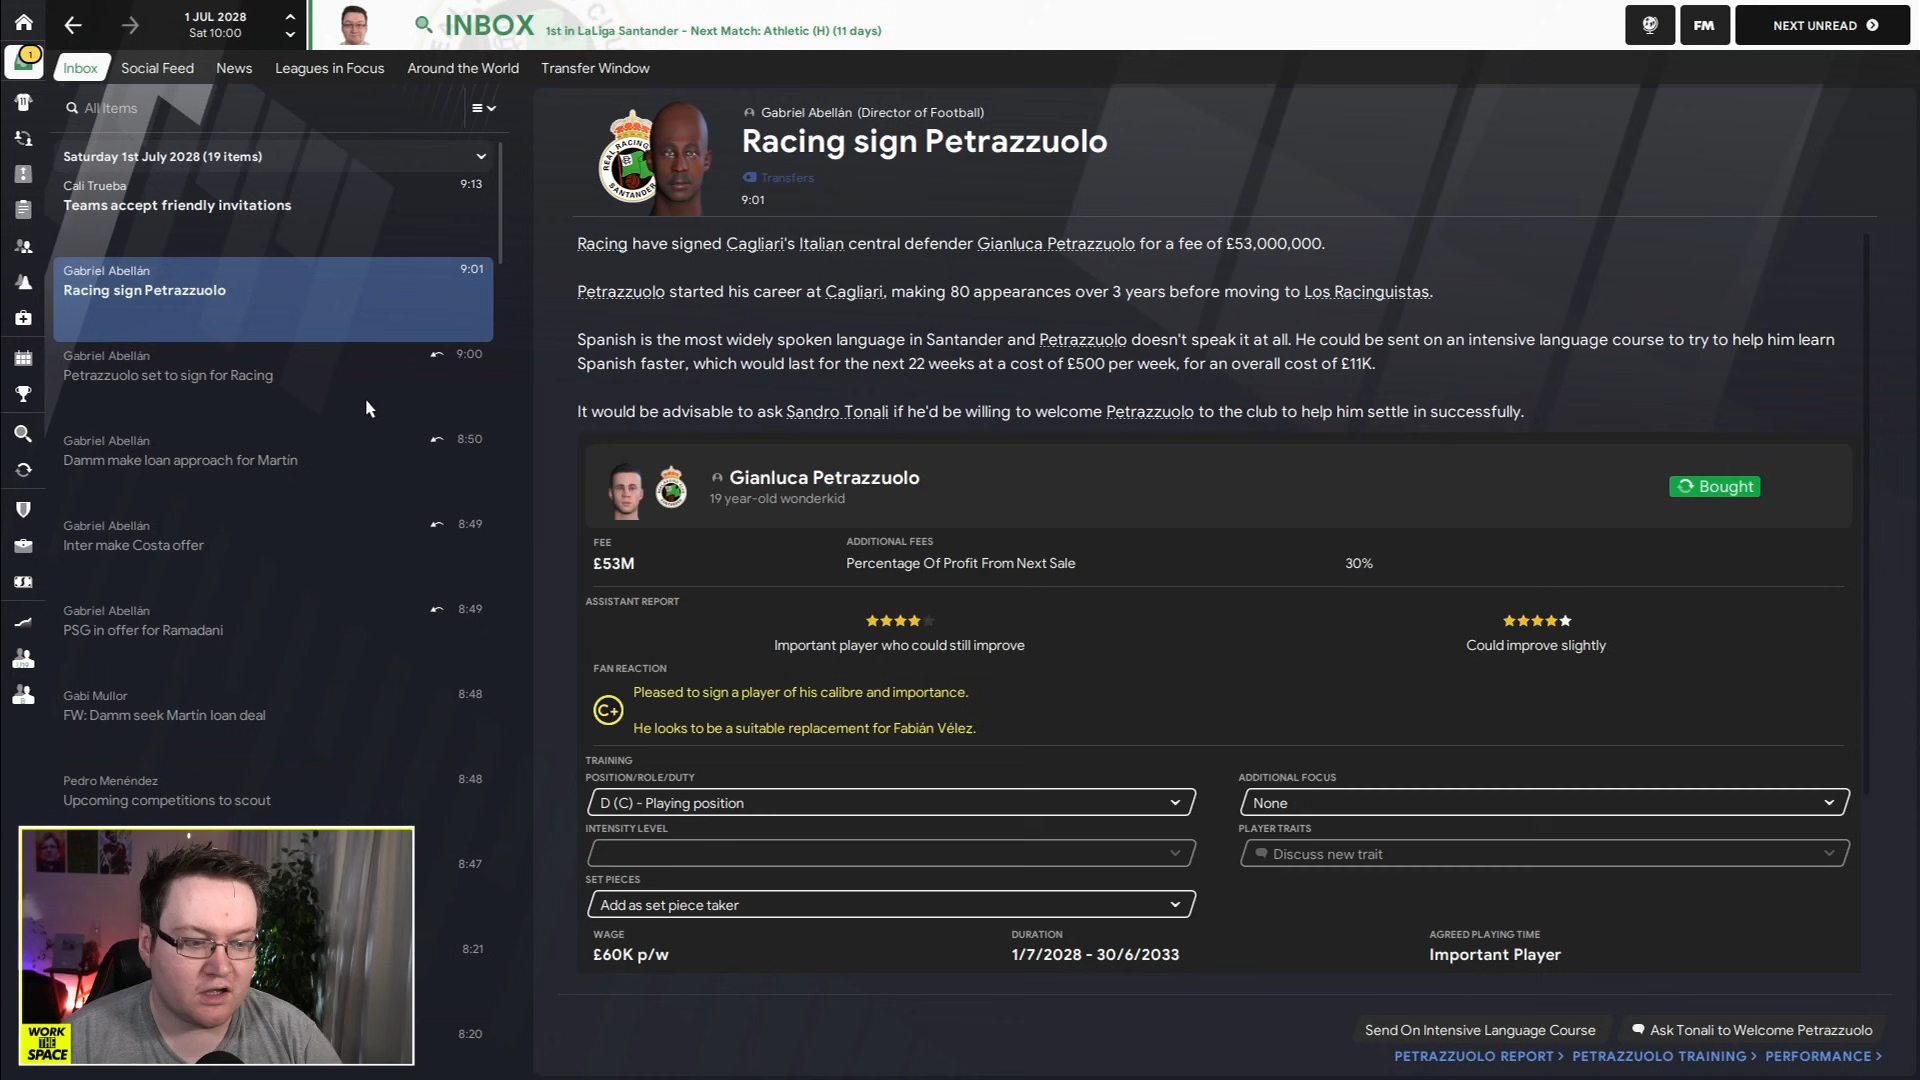 1 JUL 2028
Sat 10:00
INBOX
1st in LaLiga Santander - Next Match: Athletic (H) (11 days)
FM
NEXT UNREAD
1
Inbox
Social Feed
News
Leagues in Focus
Around the World
Transfer Window
All Items
Saturday 1st July 2028 (19 items)
Cali Trueba
9:13
Teams accept friendly invitations
Gabriel Abellán
9:01
Racing sign Petrazzuolo
Gabriel Abellán
9:00
Petrazzuolo set to sign for Racing
Gabriel Abellán
8:50
Damm make loan approach for Martín
Gabriel Abellán
8:49
Inter make Costa offer
Gabriel Abellán
8:49
PSG in offer for Ramadani
Gabi Mullor
8:48
FW: Damm seek Martín loan deal
Pedro Menéndez
8:48
Upcoming competitions to scout
8:47
8:21
8:20
WORK
THE
SPACE
Gabriel Abellán (Director of Football)
Racing sign Petrazzuolo
Transfers
9:01
REAL RACING CLUB
SANTANDER
Racing have signed Cagliari's Italian central defender Gianluca Petrazzuolo for a fee of £53,000,000.
Petrazzuolo started his career at Cagliari, making 80 appearances over 3 years before moving to Los Racinguistas.
Spanish is the most widely spoken language in Santander and Petrazzuolo doesn't speak it at all. He could be sent on an intensive language course to try to help him learn
Spanish faster, which would last for the next 22 weeks at a cost of £500 per week, for an overall cost of £11K.
It would be advisable to ask Sandro Tonali if he'd be willing to welcome Petrazzuolo to the club to help him settle in successfully.
Gianluca Petrazzuolo
19 year-old wonderkid
Bought
FEE
£53M
ADDITIONAL FEES
Percentage Of Profit From Next Sale
30%
ASSISTANT REPORT
Important player who could still improve
Could improve slightly
FAN REACTION
C+
Pleased to sign a player of his calibre and importance.
He looks to be a suitable replacement for Fabián Vélez.
TRAINING
POSITION/ROLE/DUTY
D (C) - Playing position
ADDITIONAL FOCUS
None
INTENSITY LEVEL
PLAYER TRAITS
Discuss new trait
SET PIECES
Add as set piece taker
WAGE
£60K p/w
DURATION
1/7/2028 - 30/6/2033
AGREED PLAYING TIME
Important Player
Send On Intensive Language Course
Ask Tonali to Welcome Petrazzuolo
PETRAZZUOLO REPORT >
PETRAZZUOLO TRAINING >
PERFORMANCE >